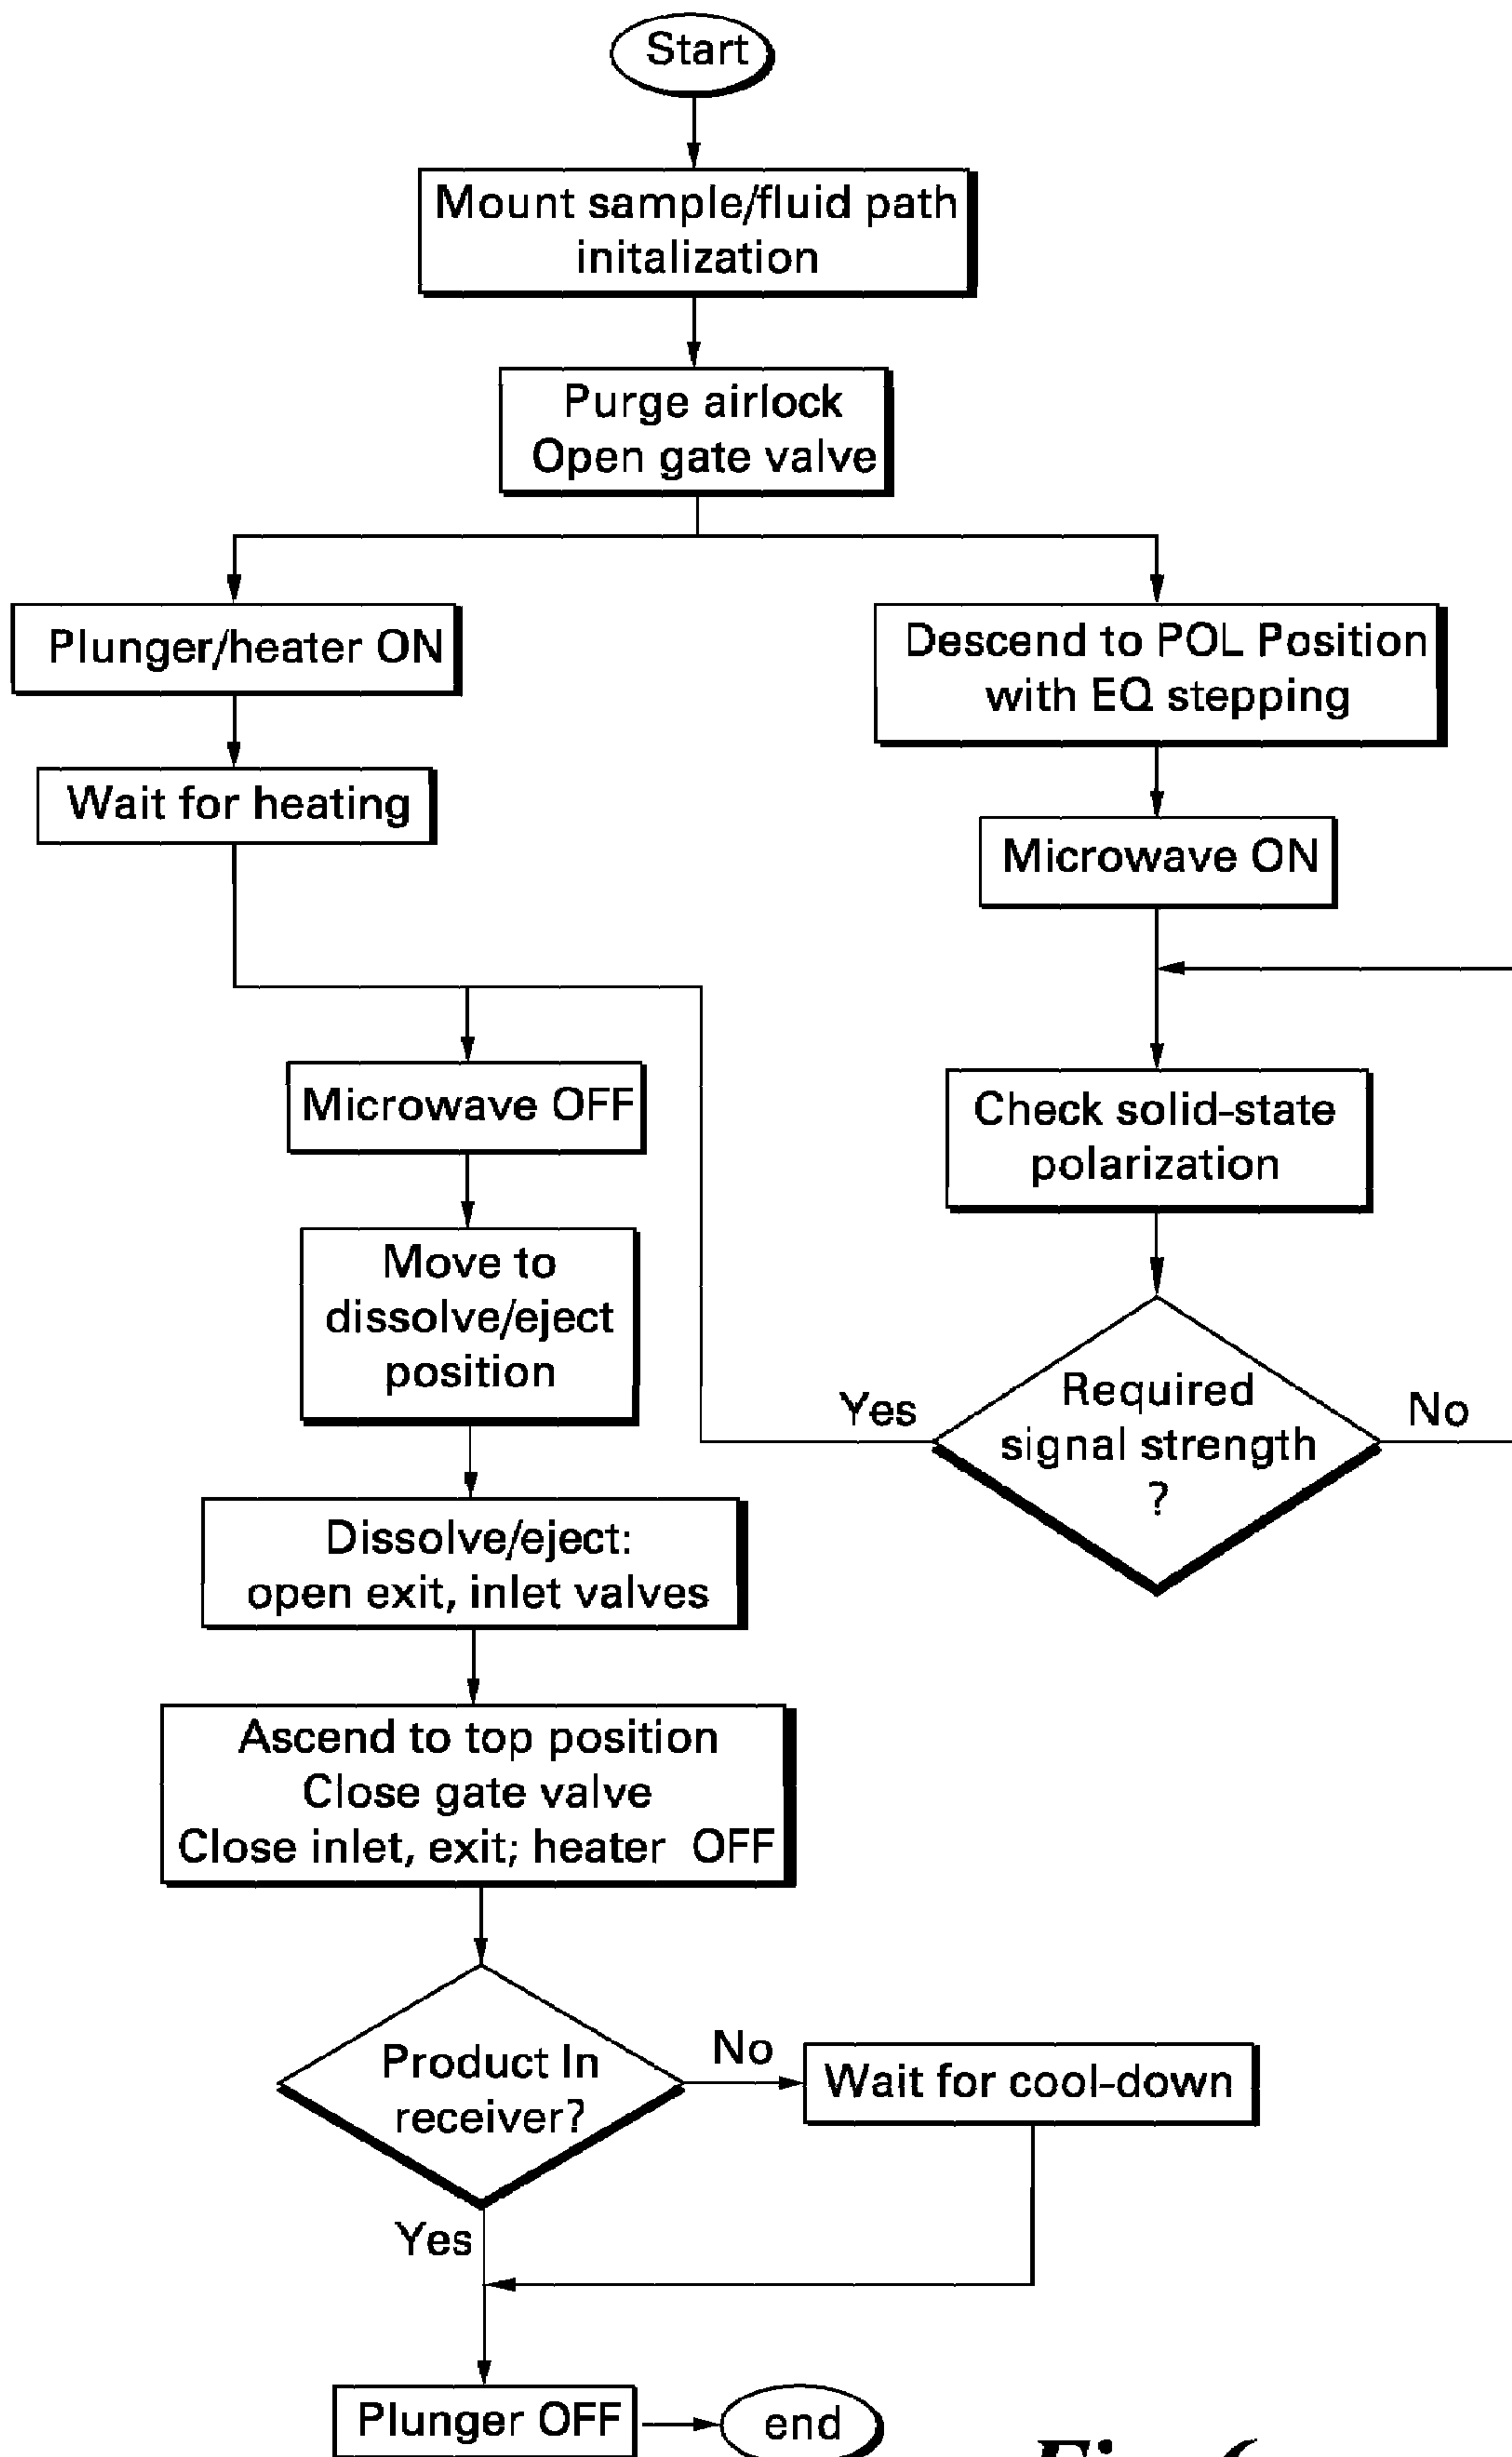 Start
Mount sample/fluid path
initalization
Purge airlock
Open gate valve
Plunger/heater ON
Wait for heating
Descend to POL Position
with EQ stepping
Microwave ON
Check solid-state
polarization
Required
signal strength
?
Yes
No
Microwave OFF
Move to
dissolve/eject
position
Dissolve/eject:
open exit, inlet valves
Ascend to top position
Close gate valve
Close inlet, exit; heater OFF
Product In
receiver?
No
Wait for cool-down
Yes
Plunger OFF
end